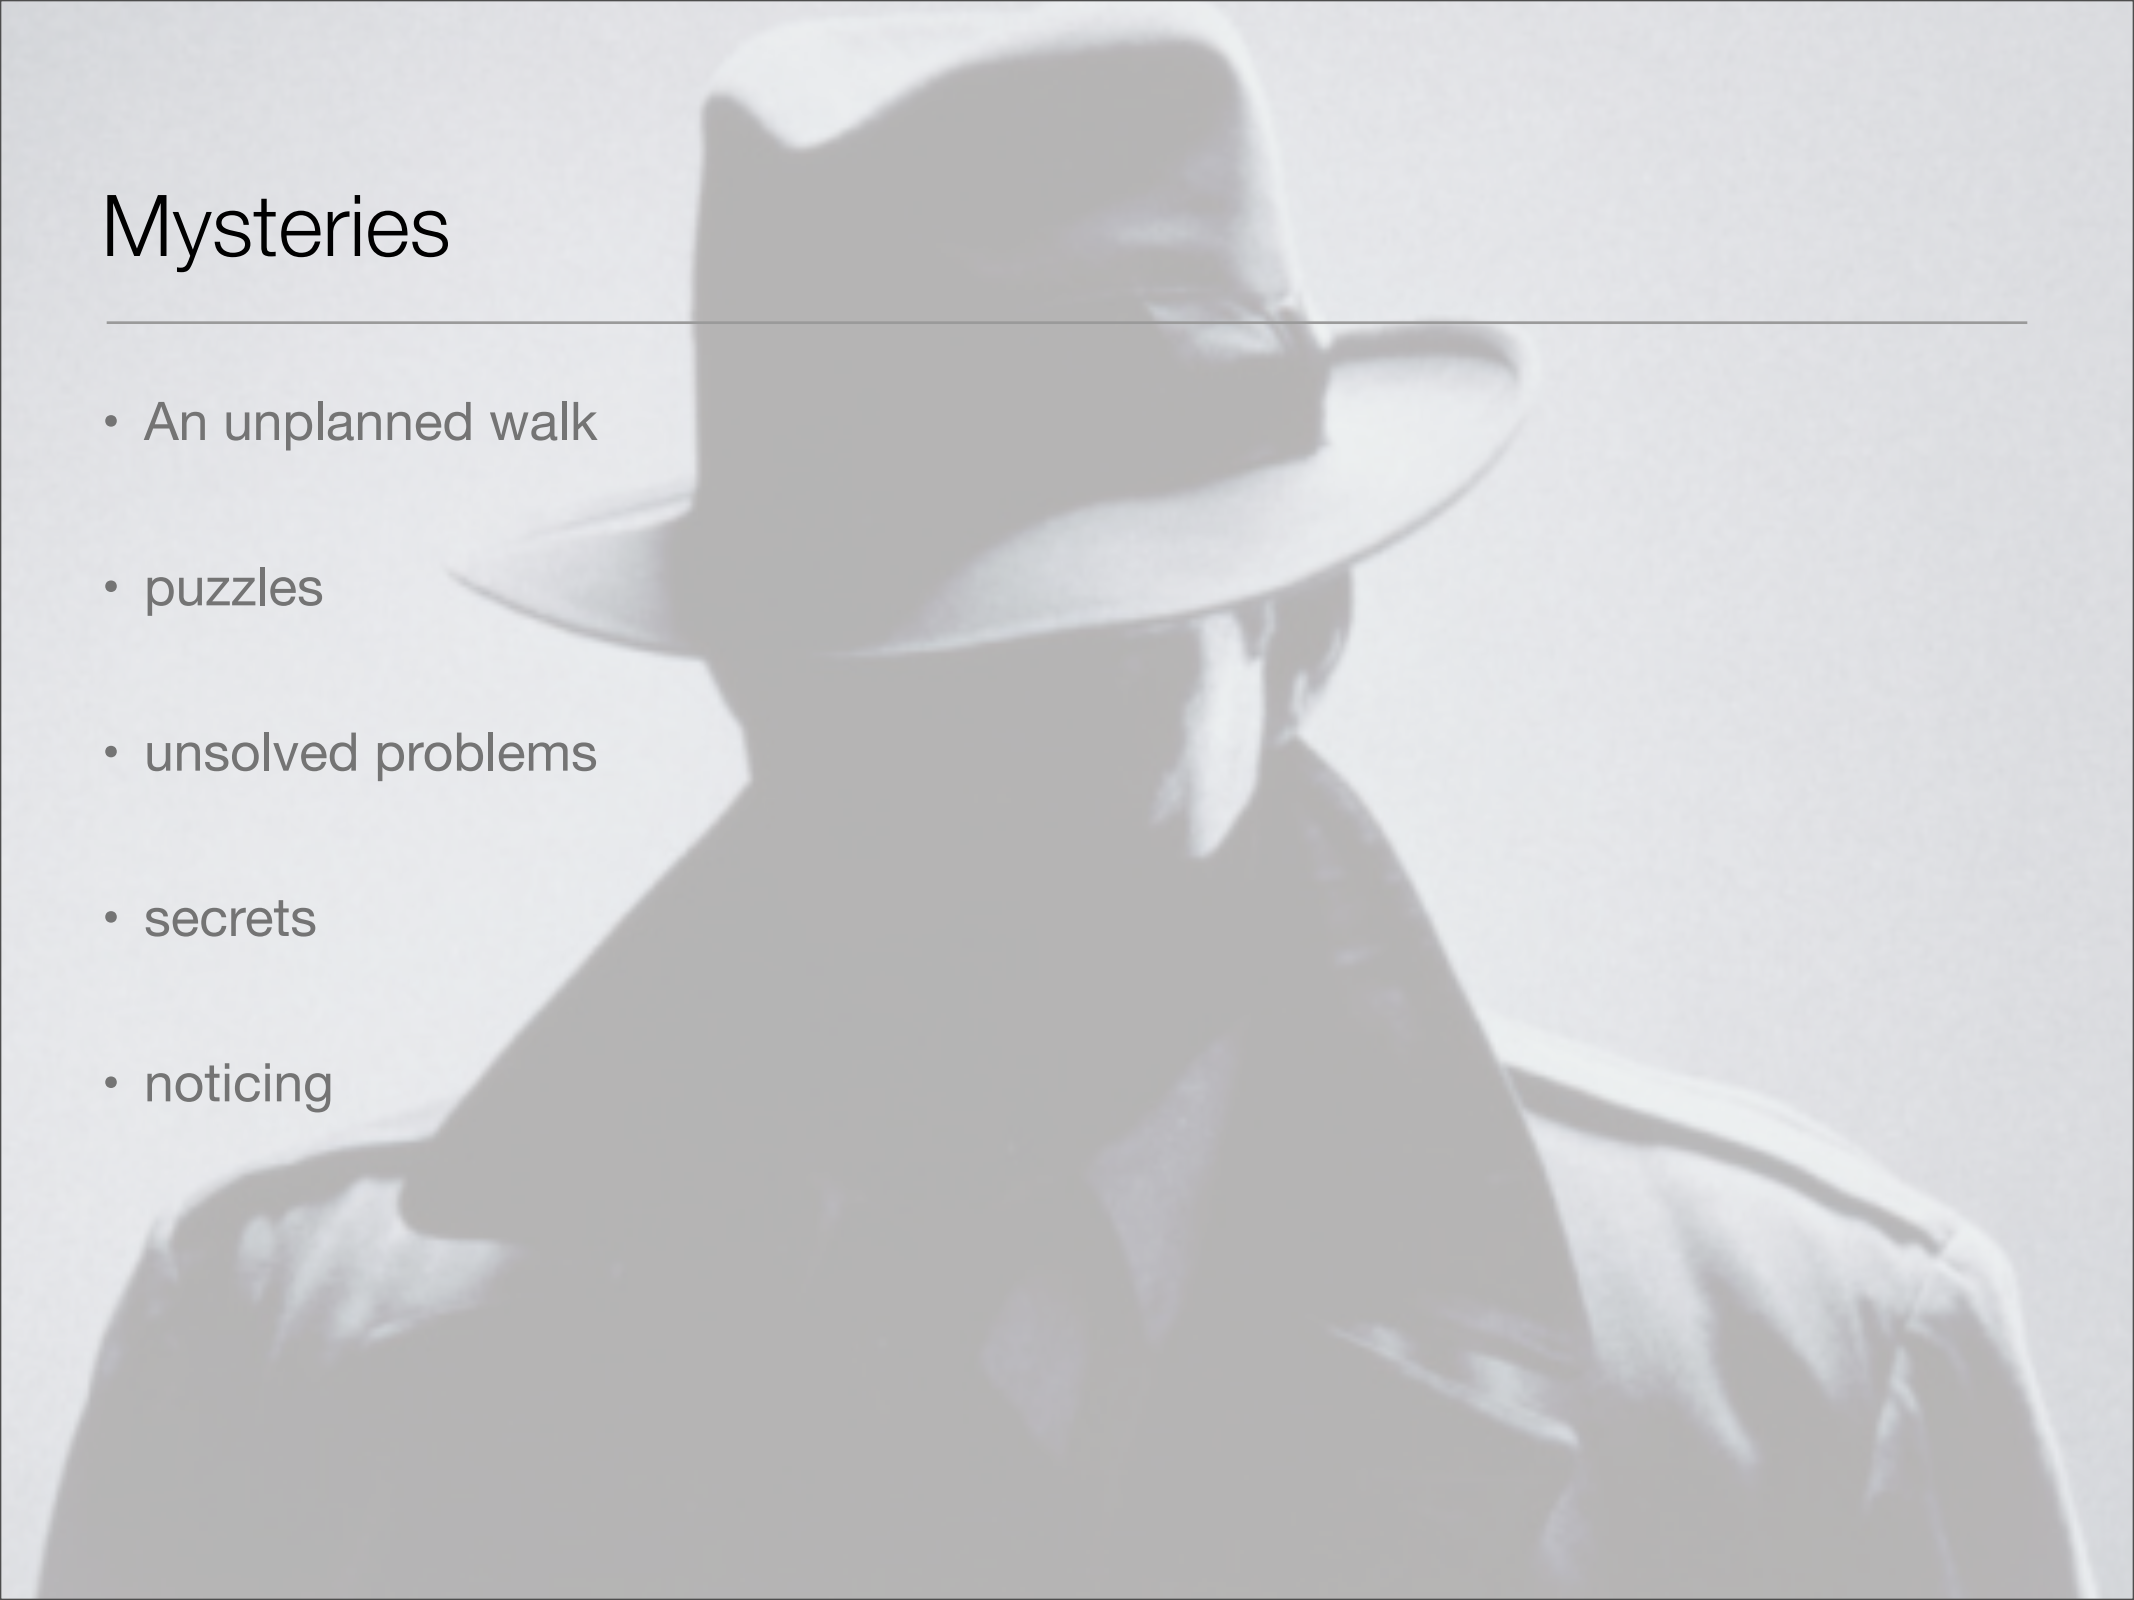 Mysteries
• An unplanned walk
• puzzles
• unsolved problems
• secrets
• noticing